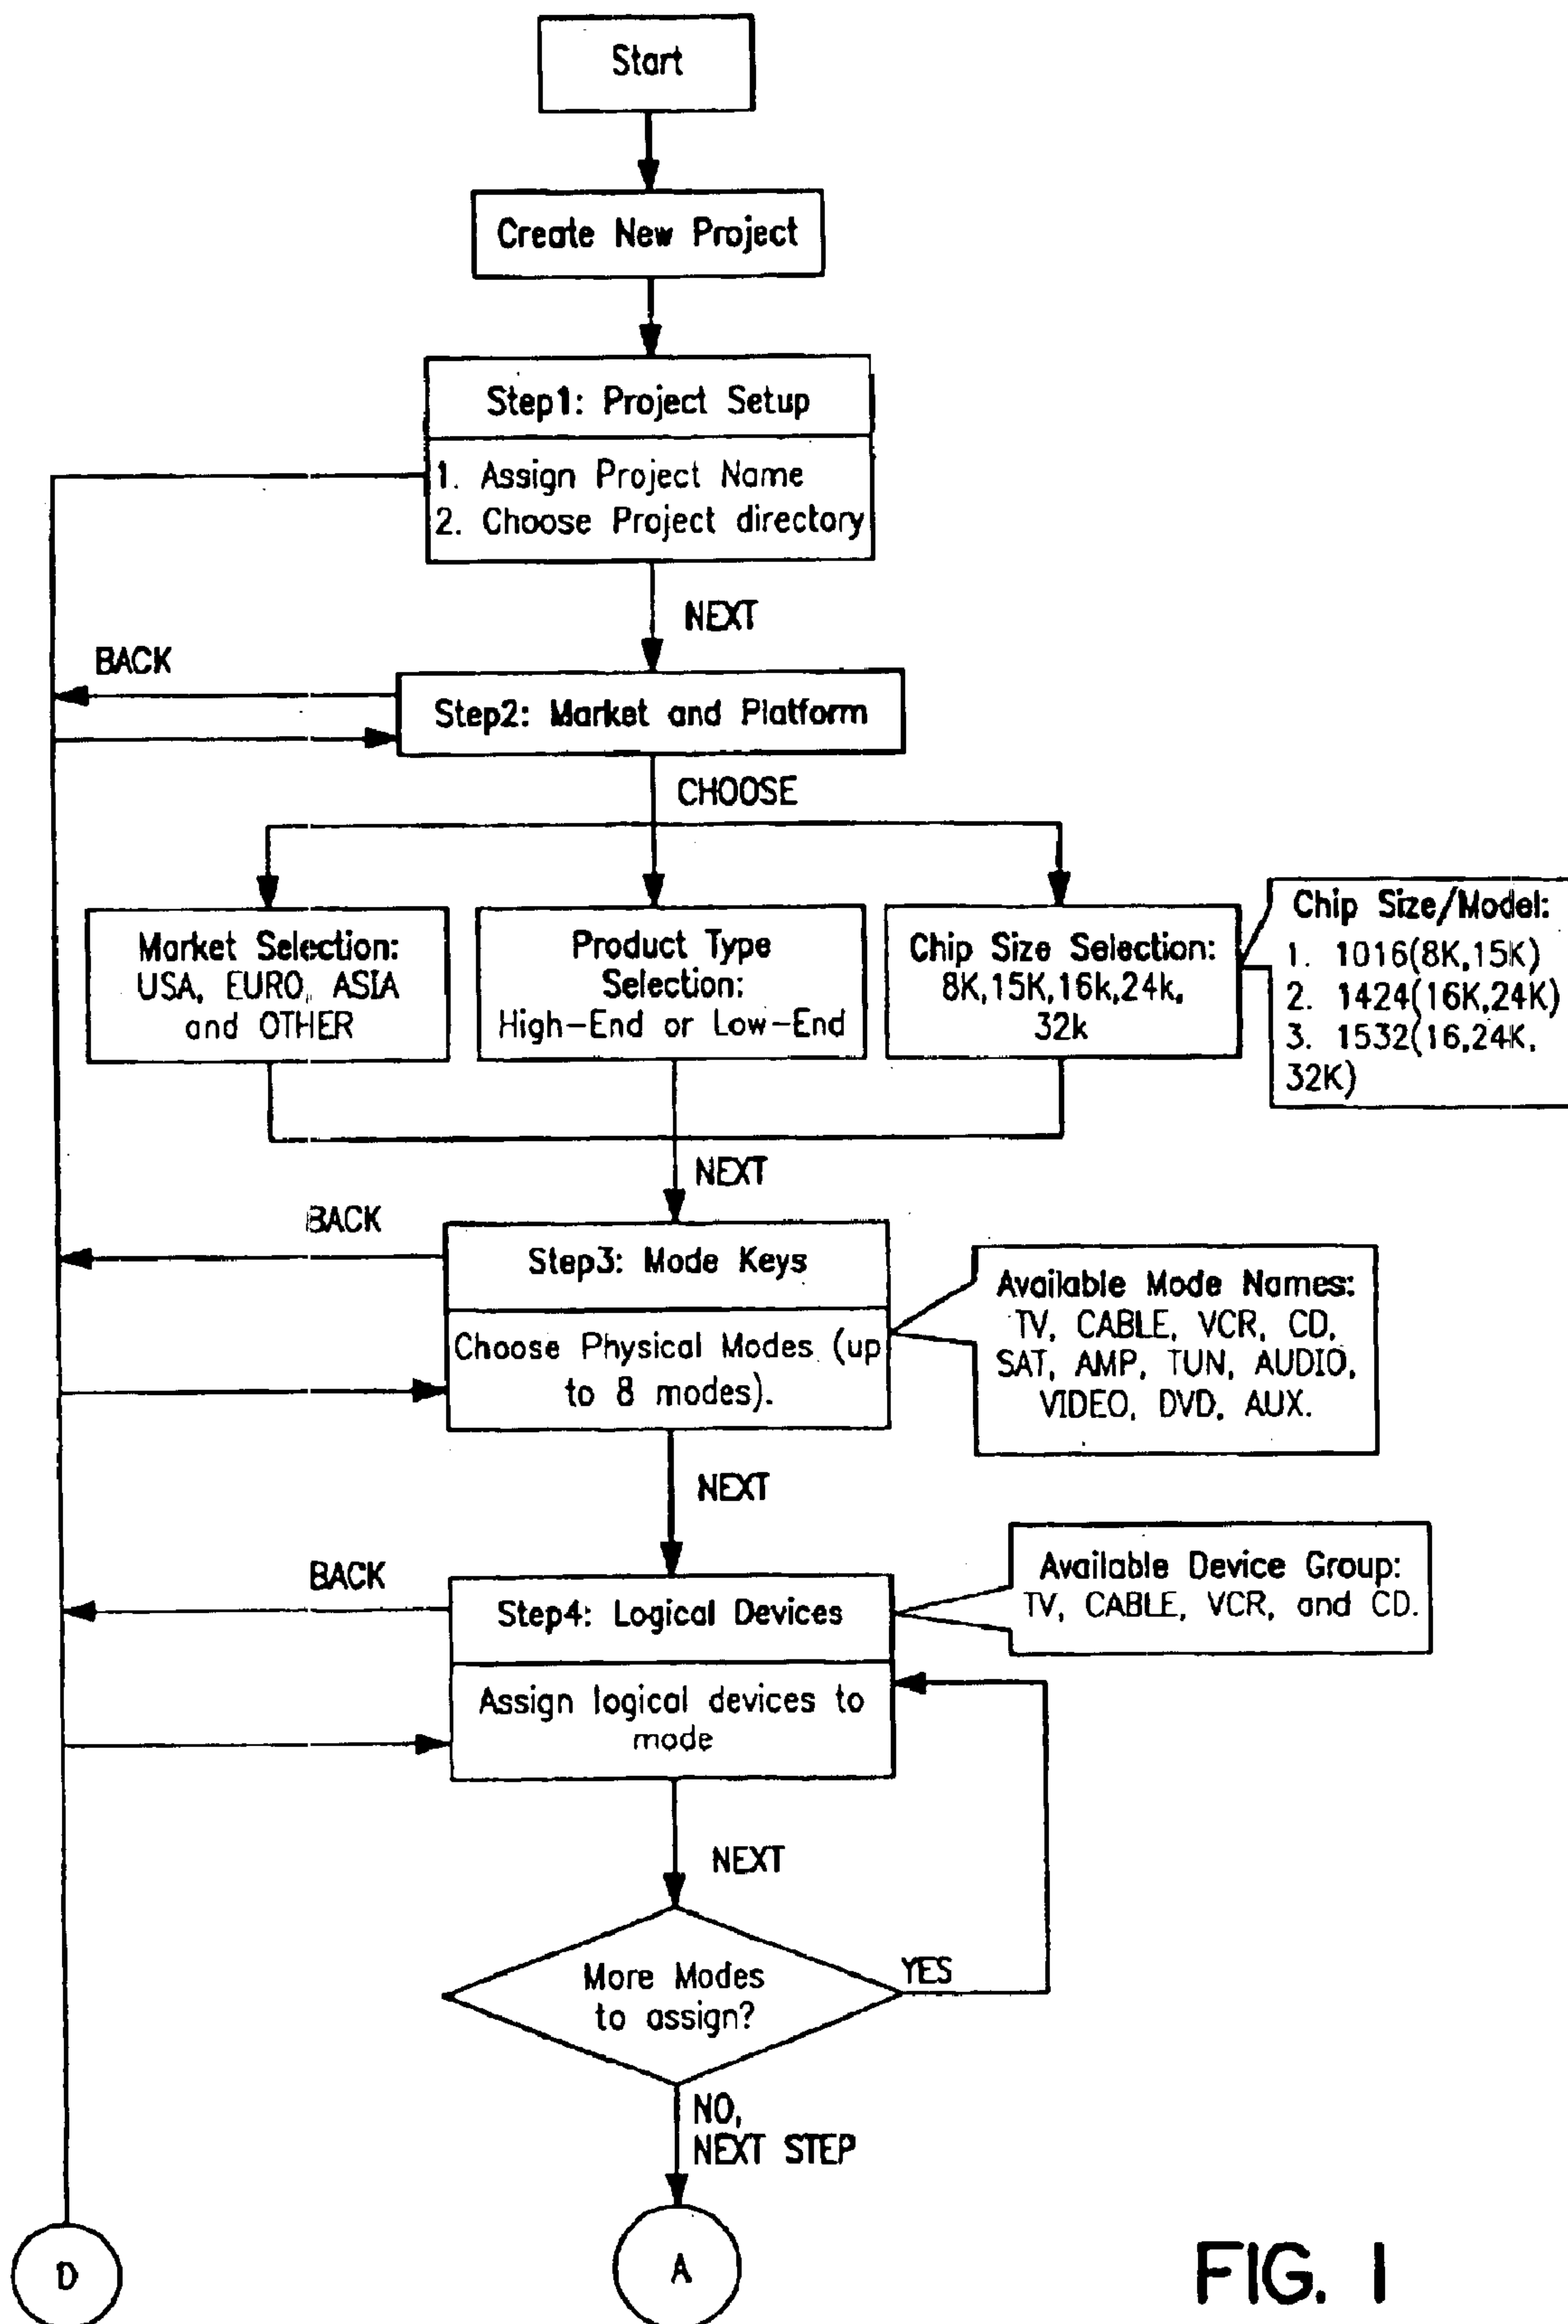 Start
Create New Project
Step1: Project Setup
1. Assign Project Name
2. Choose Project directory
NEXT
BACK
Step2: Market and Platform
CHOOSE
Market Selection:
USA, EURO, ASIA
and OTHER
Product Type
Selection:
High-End or Low-End
Chip Size Selection:
8K,15K,16k,24k,
32k
Chip Size/Model:
1. 1016(8K,15K)
2. 1424(16K,24K)
3. 1532(16,24K,
32K)
NEXT
BACK
Step3: Mode Keys
Choose Physical Modes (up
to 8 modes).
Available Mode Names:
TV, CABLE, VCR, CD,
SAT, AMP, TUN, AUDIO,
VIDEO, DVD, AUX.
NEXT
BACK
Step4: Logical Devices
Assign logical devices to
mode
Available Device Group:
TV, CABLE, VCR, and CD.
NEXT
More Modes
to assign?
YES
NO,
NEXT STEP
D
A
FIG. 1